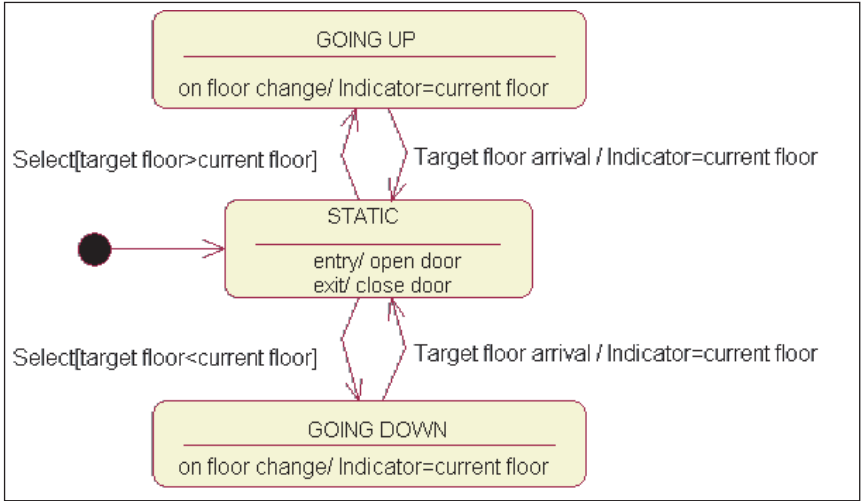 GOING UP
on floor change/ Indicator=current floor
Select[target floor>current floor]
Target floor arrival / Indicator=current floor
STATIC
entry/ open door
exit/ close door
Select[target floor<current floor]
Target floor arrival / Indicator=current floor
GOING DOWN
on floor change/ Indicator=current floor